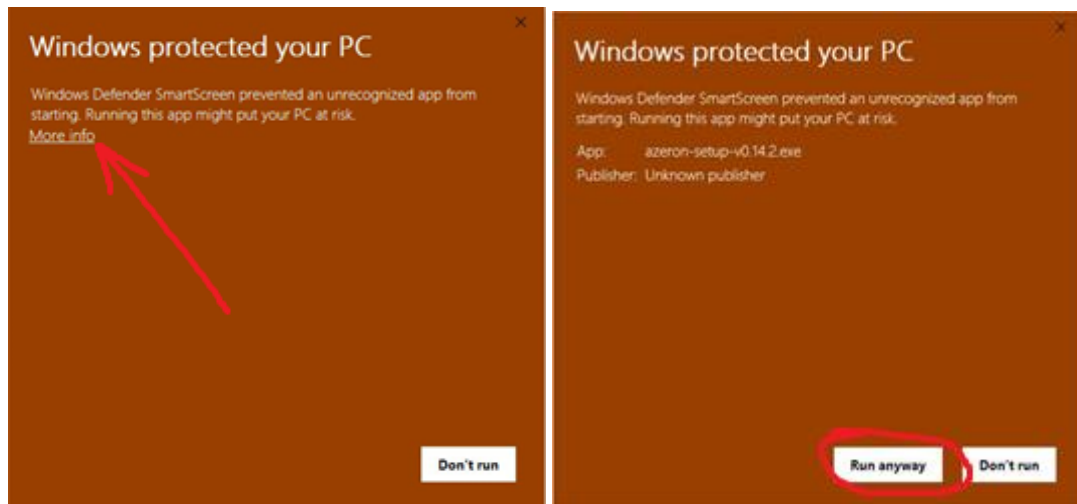 Windows protected your PC
Windows Defender SmartScreen prevented an unrecognized app from
starting. Running this app might put your PC at risk.
More info
Don't run
Windows protected your PC
Windows Defender SmartScreen prevented an unrecognized app from
starting. Running this app might put your PC at risk.
App: azeron-setup-v0.14.2.exe
Publisher: Unknown publisher
Run anyway Don't run